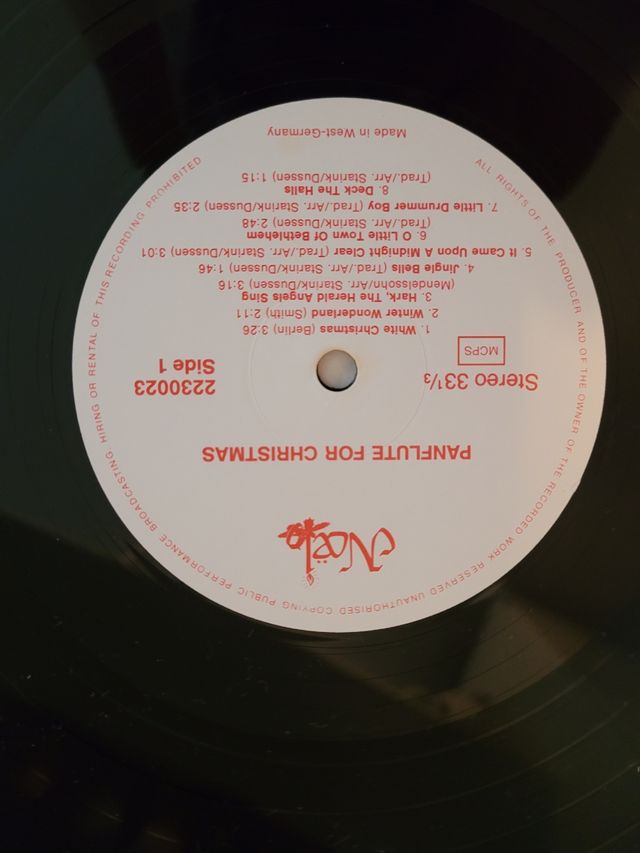 Noël
PANFLUTE FOR CHRISTMAS
Stereo 33 1/3
2230023
MCPS
Side 1
1. White Christmas (Berlin) 3:26
2. Winter Wonderland (Smith) 2:11
3. Hark, The Herald Angels Sing
(Mendelssohn/Arr. Starink/Dussen) 3:16
4. Jingle Bells (Trad./Arr. Starink/Dussen) 1:46
5. It Came Upon A Midnight Clear (Trad./Arr. Starink/Dussen) 3:01
6. O Little Town Of Bethlehem
(Trad./Arr. Starink/Dussen) 2:48
7. Little Drummer Boy (Trad./Arr. Starink/Dussen) 2:35
8. Deck The Halls
(Trad./Arr. Starink/Dussen) 1:15
Made in West-Germany
ALL RIGHTS OF THE PRODUCER AND OF THE OWNER OF THE RECORDED WORK RESERVED UNAUTHORISED COPYING PUBLIC PERFORMANCE BROADCASTING HIRING OR RENTAL OF THIS RECORDING PROHIBITED